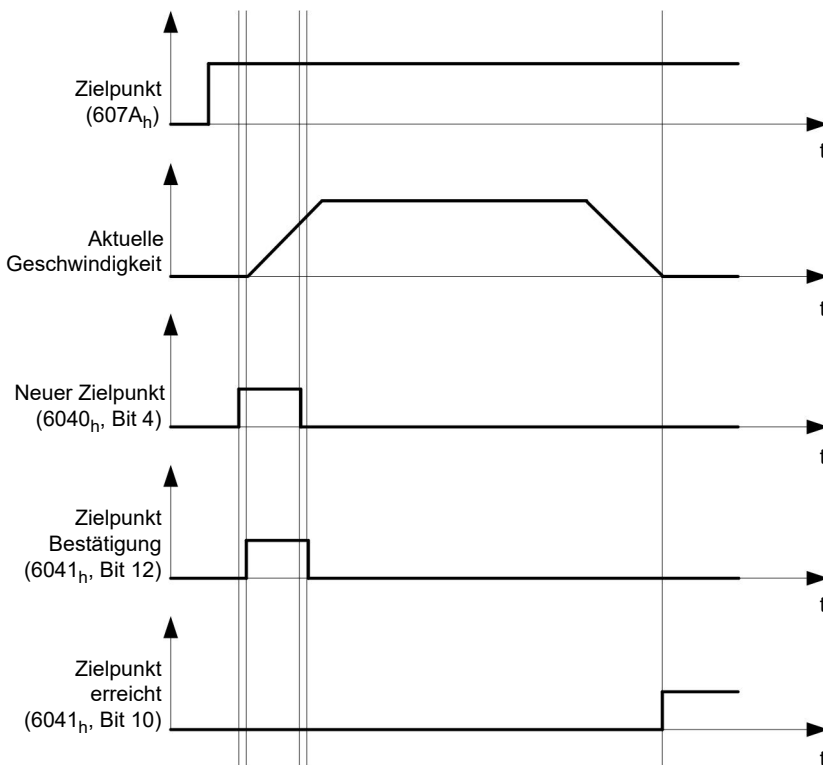 Zielpunkt
(607Aₕ)
t
Aktuelle
Geschwindigkeit
t
Neuer Zielpunkt
(6040ₕ, Bit 4)
t
Zielpunkt
Bestätigung
(6041ₕ, Bit 12)
t
Zielpunkt
erreicht
(6041ₕ, Bit 10)
t